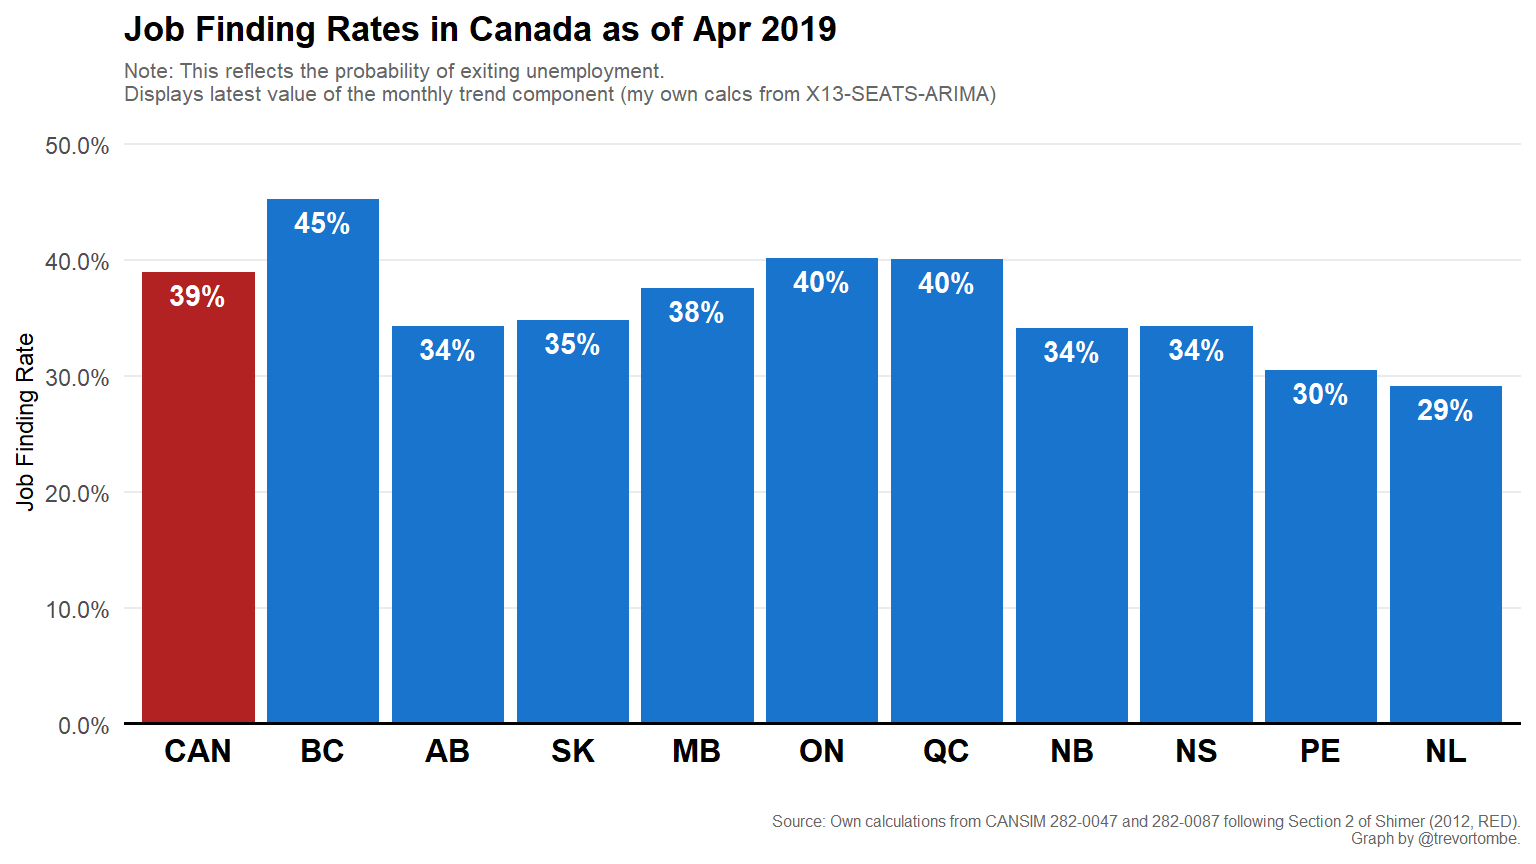 Job Finding Rates in Canada as of Apr 2019
Note: This reflects the probability of exiting unemployment.
Displays latest value of the monthly trend component (my own calcs from X13-SEATS-ARIMA)
Job Finding Rate
50.0%
40.0%
30.0%
20.0%
10.0%
0.0%
39%
45%
34%
35%
38%
40%
40%
34%
34%
30%
29%
CAN BC AB SK MB ON QC NB NS PE NL
Source: Own calculations from CANSIM 282-0047 and 282-0087 following Section 2 of Shimer (2012, RED).
Graph by @trevortombe.